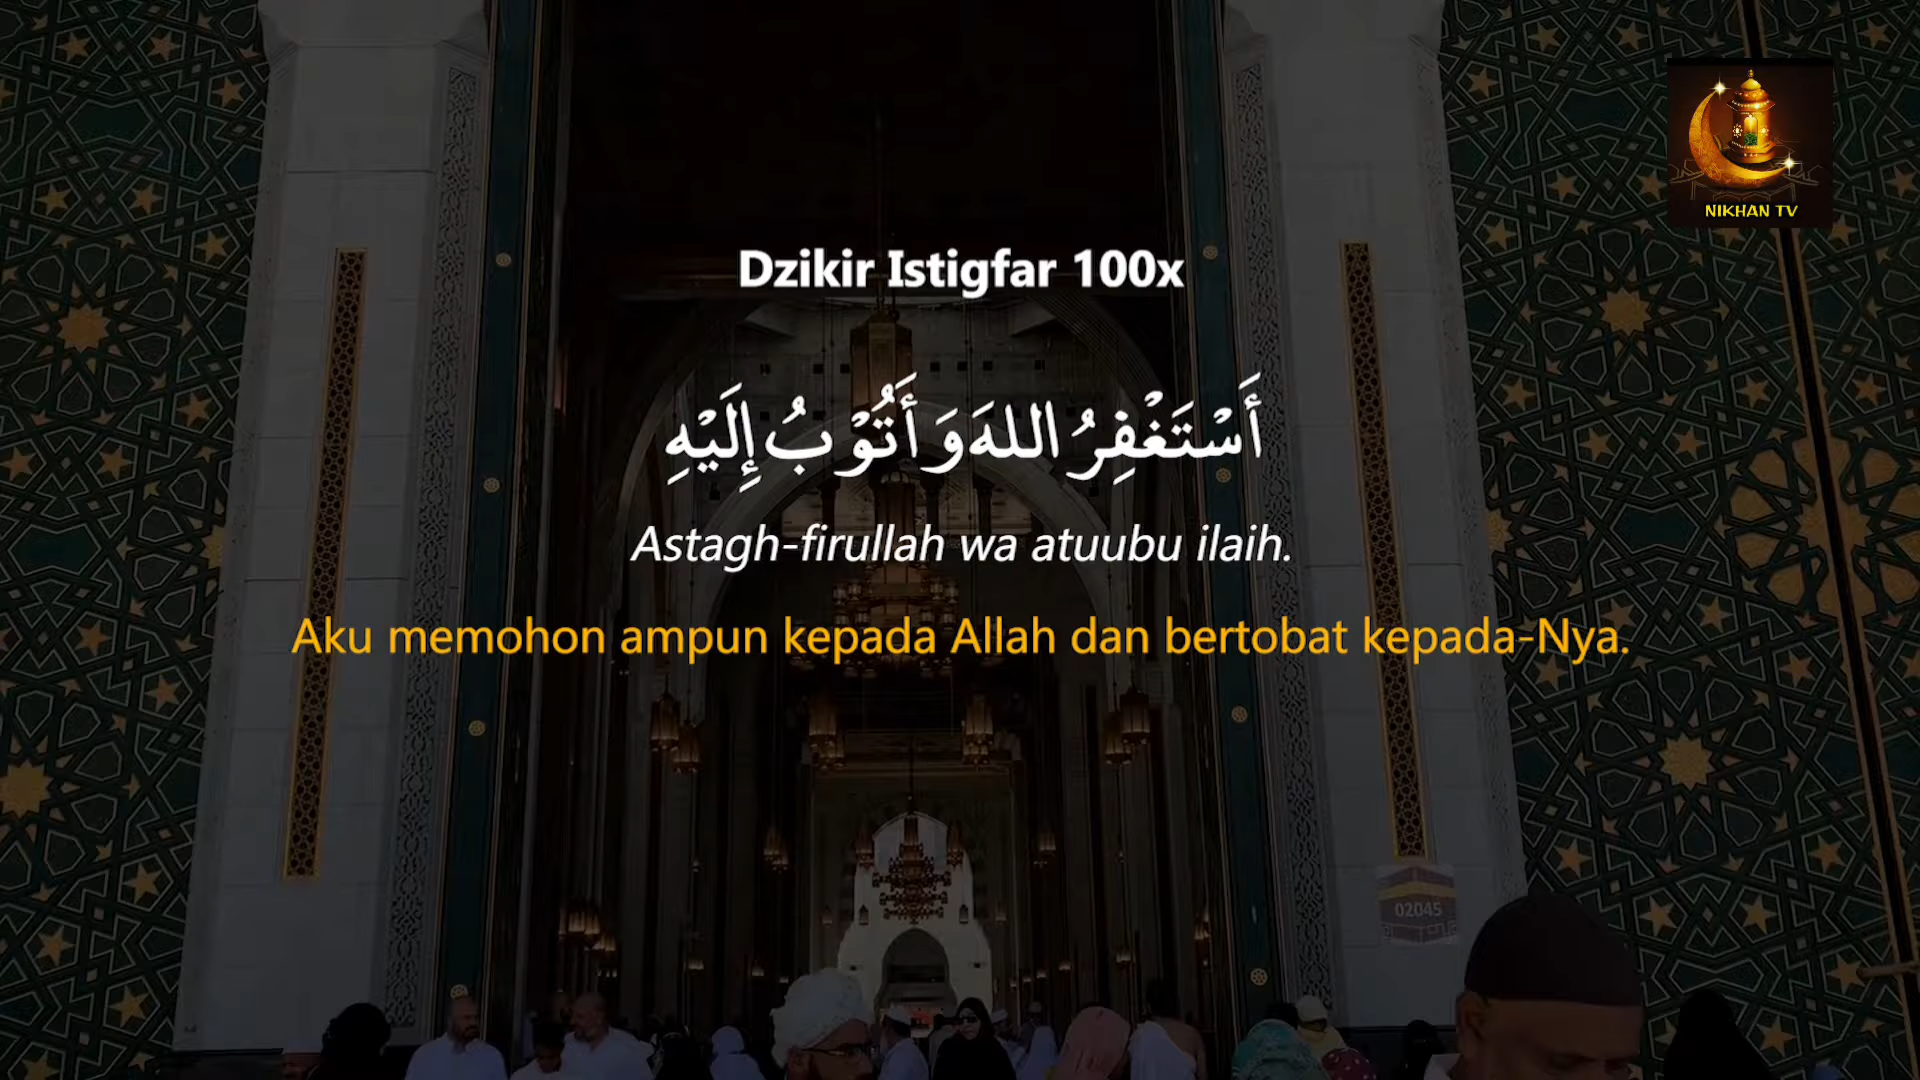 NIKHAN TV
Dzikir Istigfar 100x
أَسْتَغْفِرُ اللهَ وَ أَتُوْبُ إِلَيْهِ
Astagh-firullah wa atuubu ilaih.
Aku memohon ampun kepada Allah dan bertobat kepada-Nya.
02045